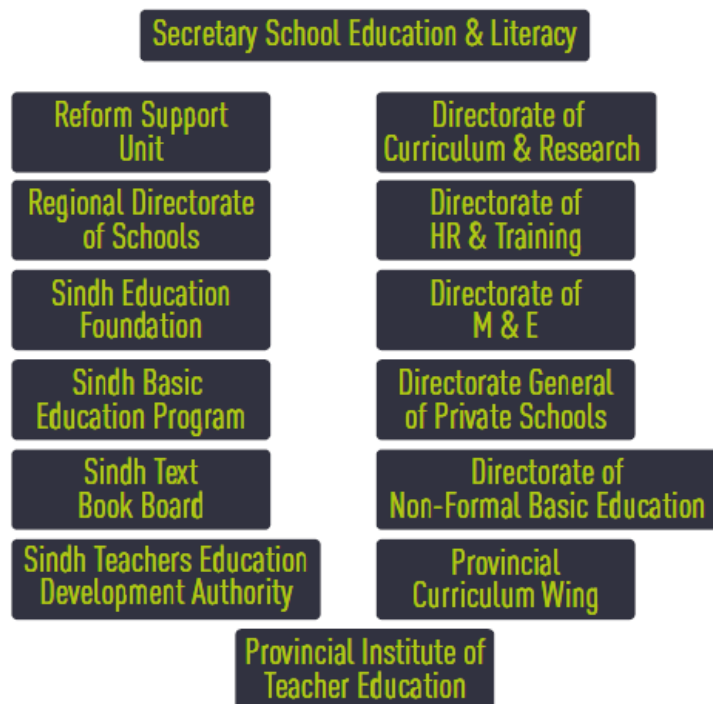 Secretary School Education & Literacy
Reform Support
Unit
Directorate of
Curriculum & Research
Regional Directorate
of Schools
Directorate of
HR & Training
Sindh Education
Foundation
Directorate of
M & E
Sindh Basic
Education Program
Directorate General
of Private Schools
Sindh Text
Book Board
Directorate of
Non-Formal Basic Education
Sindh Teachers Education
Development Authority
Provincial
Curriculum Wing
Provincial Institute of
Teacher Education